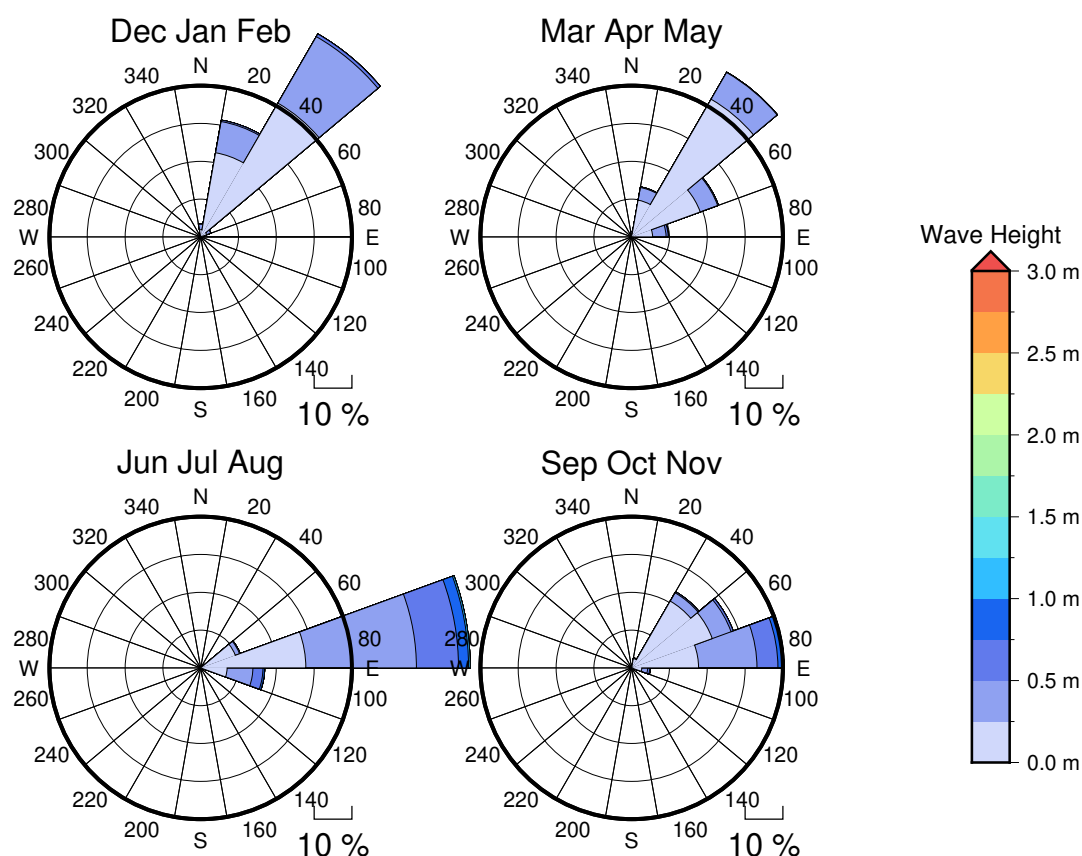 Dec Jan Feb
N
20
40
60
80
E
100
120
140
160
S
200
220
240
260
W
280
300
320
340
10 %
Mar Apr May
N
20
40
60
80
E
100
120
140
160
S
200
220
240
260
W
280
300
320
340
10 %
Jun Jul Aug
N
20
40
60
80
E
100
120
140
160
S
200
220
240
260
W
280
300
320
340
10 %
Sep Oct Nov
N
20
40
60
80
E
100
120
140
160
S
200
220
240
260
W
280
300
320
340
10 %
Wave Height
3.0 m
2.5 m
2.0 m
1.5 m
1.0 m
0.5 m
0.0 m